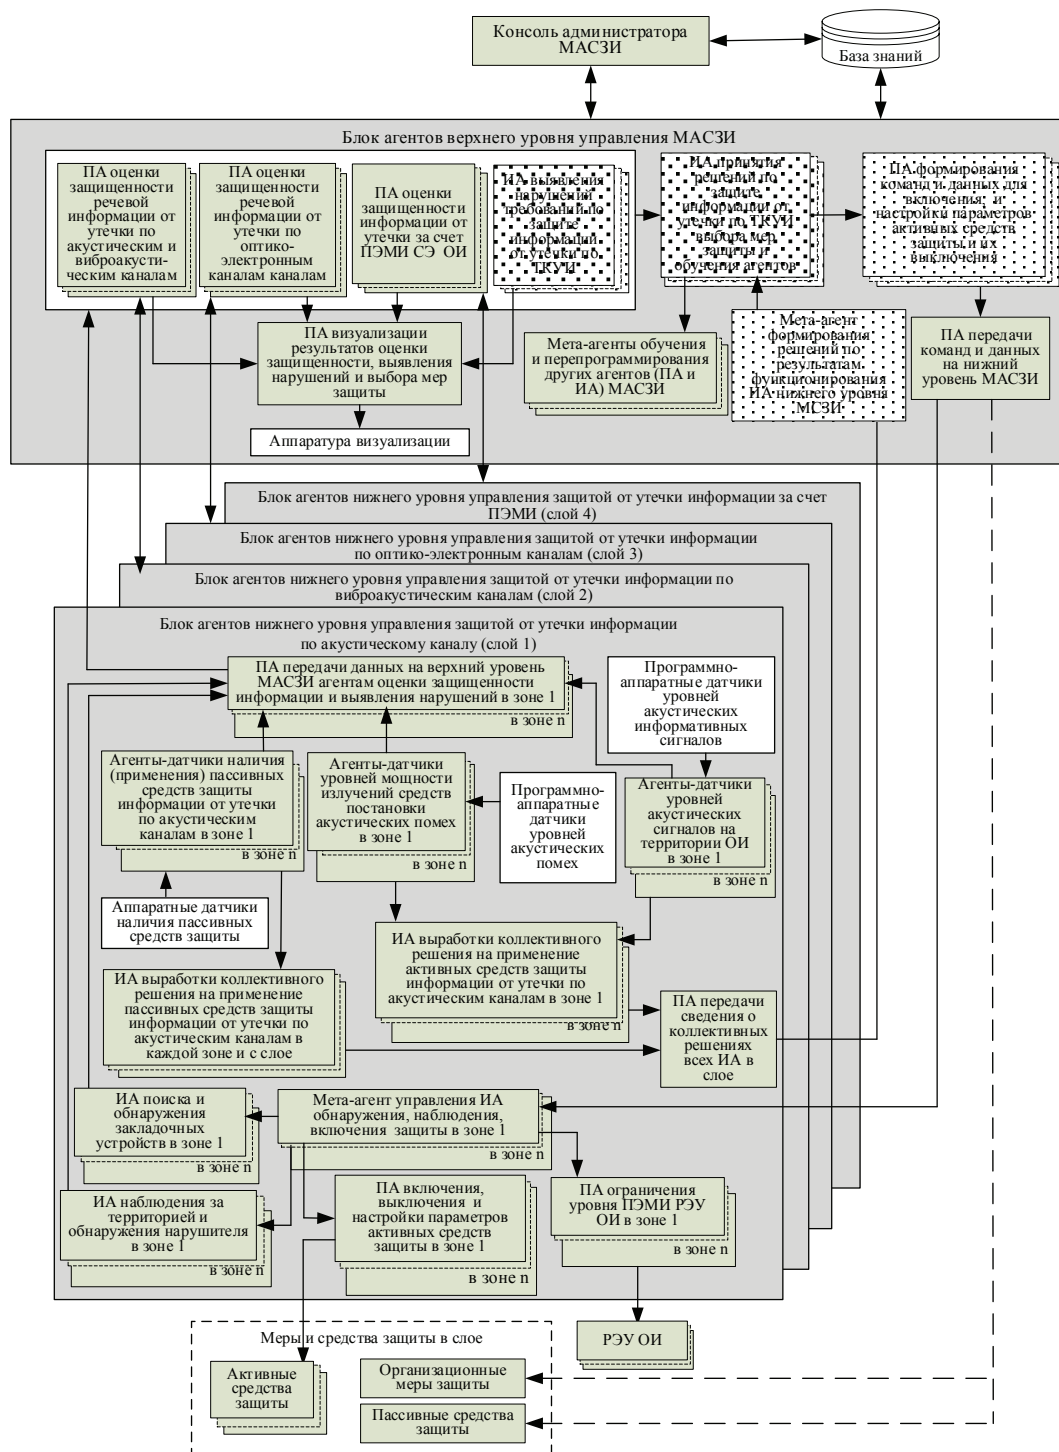 Консоль администратора
МАСЗИ
База знаний
Блок агентов верхнего уровня управления МАСЗИ
ПА оценки
защищенности
речевой
информации от
утечки по
акустическим и
виброакусти-
ческим каналам
ПА оценки
защищенности
речевой
информации от
утечки по
оптико-
электронным
каналам каналам
ПА оценки
защищенности
информации от
утечки за счет
ПЭМИ СЭ ОИ
ИА выявления
нарушений
требований по
защите
информации
от утечки по
ТКУИ
ИА принятия
решений по
защите
информации от
утечки по ТКУИ
выбора мер
защиты и
обучения агентов
ПА формирования
команд и данных для
включения, и
настройки параметров
активных средств
защиты и их
выключения
ПА визуализации
результатов оценки
защищенности, выявления
нарушений и выбора мер
защиты
Аппаратура визуализации
Мета-агенты обучения
и перепрограммирования
других агентов (ПА и
ИА) МАСЗИ
Мета-агент
формирования
решений по
результатам
функционирования
ИА нижнего уровня
МСЗИ
ПА передачи
команд и данных
на нижний
уровень МАСЗИ
Блок агентов нижнего уровня управления защитой от утечки информации за счет
ПЭМИ (слой 4)
Блок агентов нижнего уровня управления защитой от утечки информации
по оптико-электронным каналам (слой 3)
Блок агентов нижнего уровня управления защитой от утечки информации по
виброакустическим каналам (слой 2)
Блок агентов нижнего уровня управления защитой от утечки информации
по акустическому каналу (слой 1)
ПА передачи данных на верхний уровень
МАСЗИ агентам оценки защищенности
информации и выявления нарушений в зоне 1
в зоне n
Программно-
аппаратные датчики
уровней
акустических
информативных
сигналов
Агенты-датчики наличия
(применения) пассивных
средств защиты
информации от утечки
по акустическим
каналам в зоне 1
в зоне n
Агенты-датчики
уровней мощности
излучений средств
постановки
акустических помех
в зоне 1
в зоне n
Программно-
аппаратные
датчики
уровней
акустических
помех
Агенты-датчики
уровней
акустических
сигналов на
территории ОИ
в зоне 1
в зоне n
Аппаратные датчики
наличия пассивных
средств защиты
ИА выработки коллективного
решения на применение
активных средств защиты
информации от утечки по
акустическим каналам в зоне 1
в зоне n
ИА выработки коллективного
решения на применение
пассивных средств защиты
информации от утечки по
акустическим каналам в
каждой зоне и с слое
ПА передачи
сведения о
коллективных
решениях
всех ИА в
слое
ИА поиска и
обнаружения
закладочных
устройств в зоне 1
в зоне n
Мета-агент управления ИА
обнаружения, наблюдения,
включения защиты в зоне 1
в зоне n
ИА наблюдения за
территорией и
обнаружения нарушителя
в зоне 1
в зоне n
ПА включения,
выключения и
настройки параметров
активных средств
защиты в зоне 1
в зоне n
ПА ограничения
уровня ПЭМИ РЭУ
ОИ в зоне 1
в зоне n
Меры и средства защиты в слое
РЭУ ОИ
Активные
средства
защиты
Организационные
меры защиты
Пассивные средства
защиты